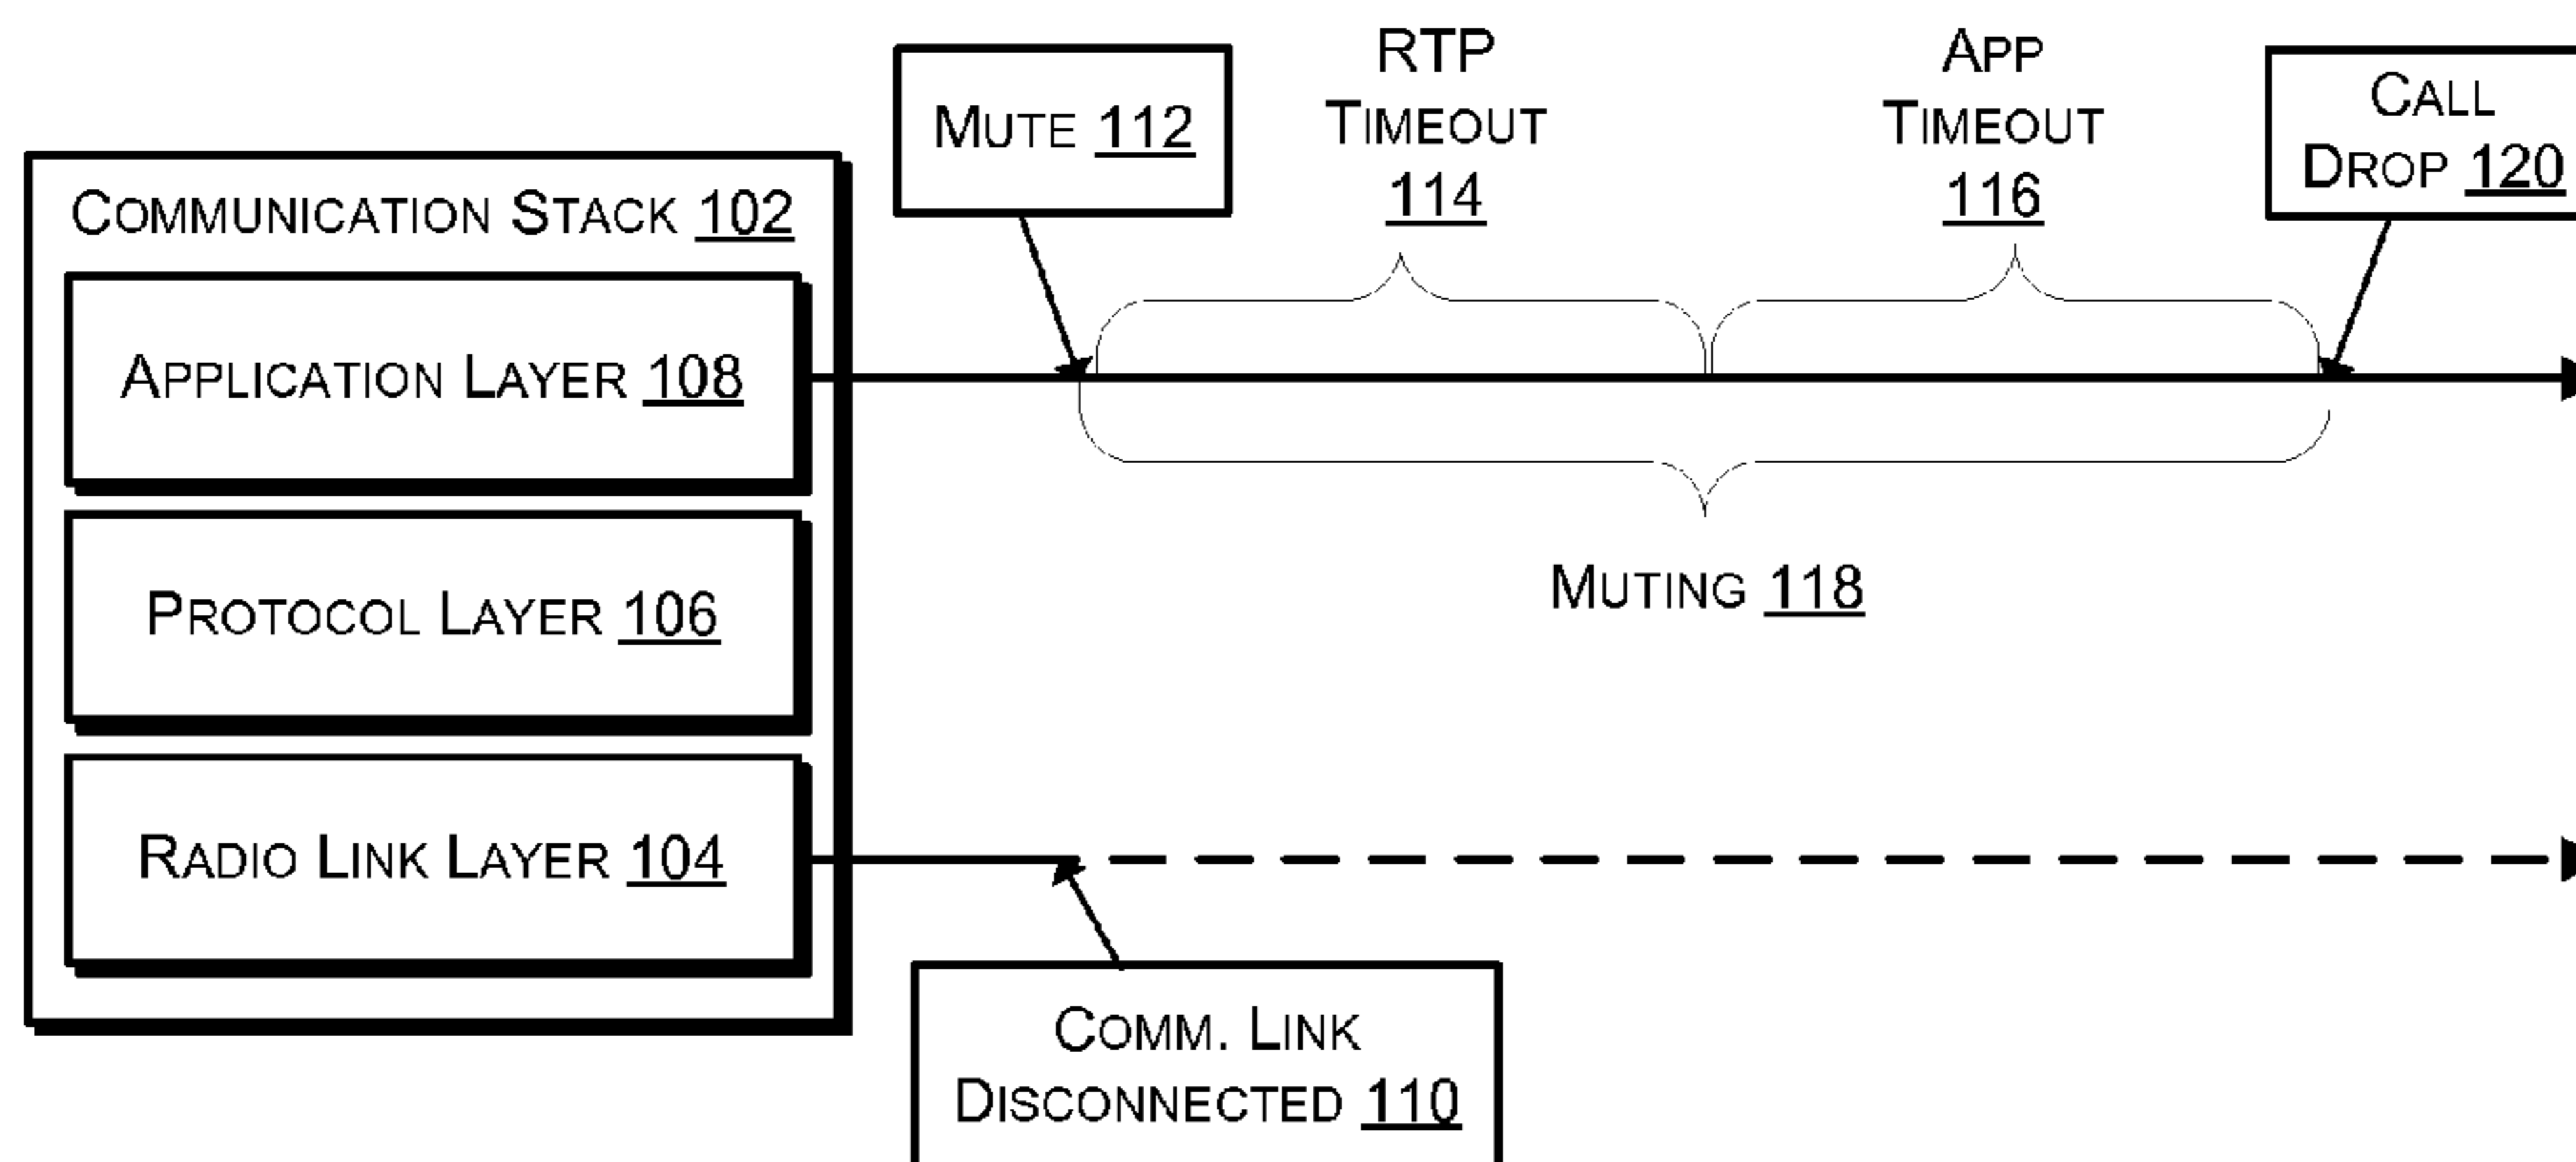 COMMUNICATION STACK 102
APPLICATION LAYER 108
PROTOCOL LAYER 106
RADIO LINK LAYER 104
MUTE 112
RTP
TIMEOUT
114
APP
TIMEOUT
116
CALL
DROP 120
MUTING 118
COMM. LINK
DISCONNECTED 110